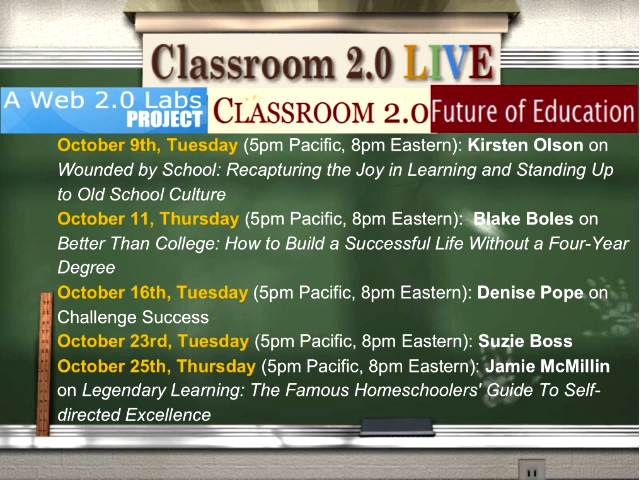 Classroom 2.0 LIVE
A Web 2.0 Labs
PROJECT
CLASSROOM 2.0
Future of Education
October 9th, Tuesday (5pm Pacific, 8pm Eastern): Kirsten Olson on
Wounded by School: Recapturing the Joy in Learning and Standing Up
to Old School Culture
October 11, Thursday (5pm Pacific, 8pm Eastern): Blake Boles on
Better Than College: How to Build a Successful Life Without a Four-Year
Degree
October 16th, Tuesday (5pm Pacific, 8pm Eastern): Denise Pope on
Challenge Success
October 23rd, Tuesday (5pm Pacific, 8pm Eastern): Suzie Boss
October 25th, Thursday (5pm Pacific, 8pm Eastern): Jamie McMillin
on Legendary Learning: The Famous Homeschoolers' Guide To Self-
directed Excellence